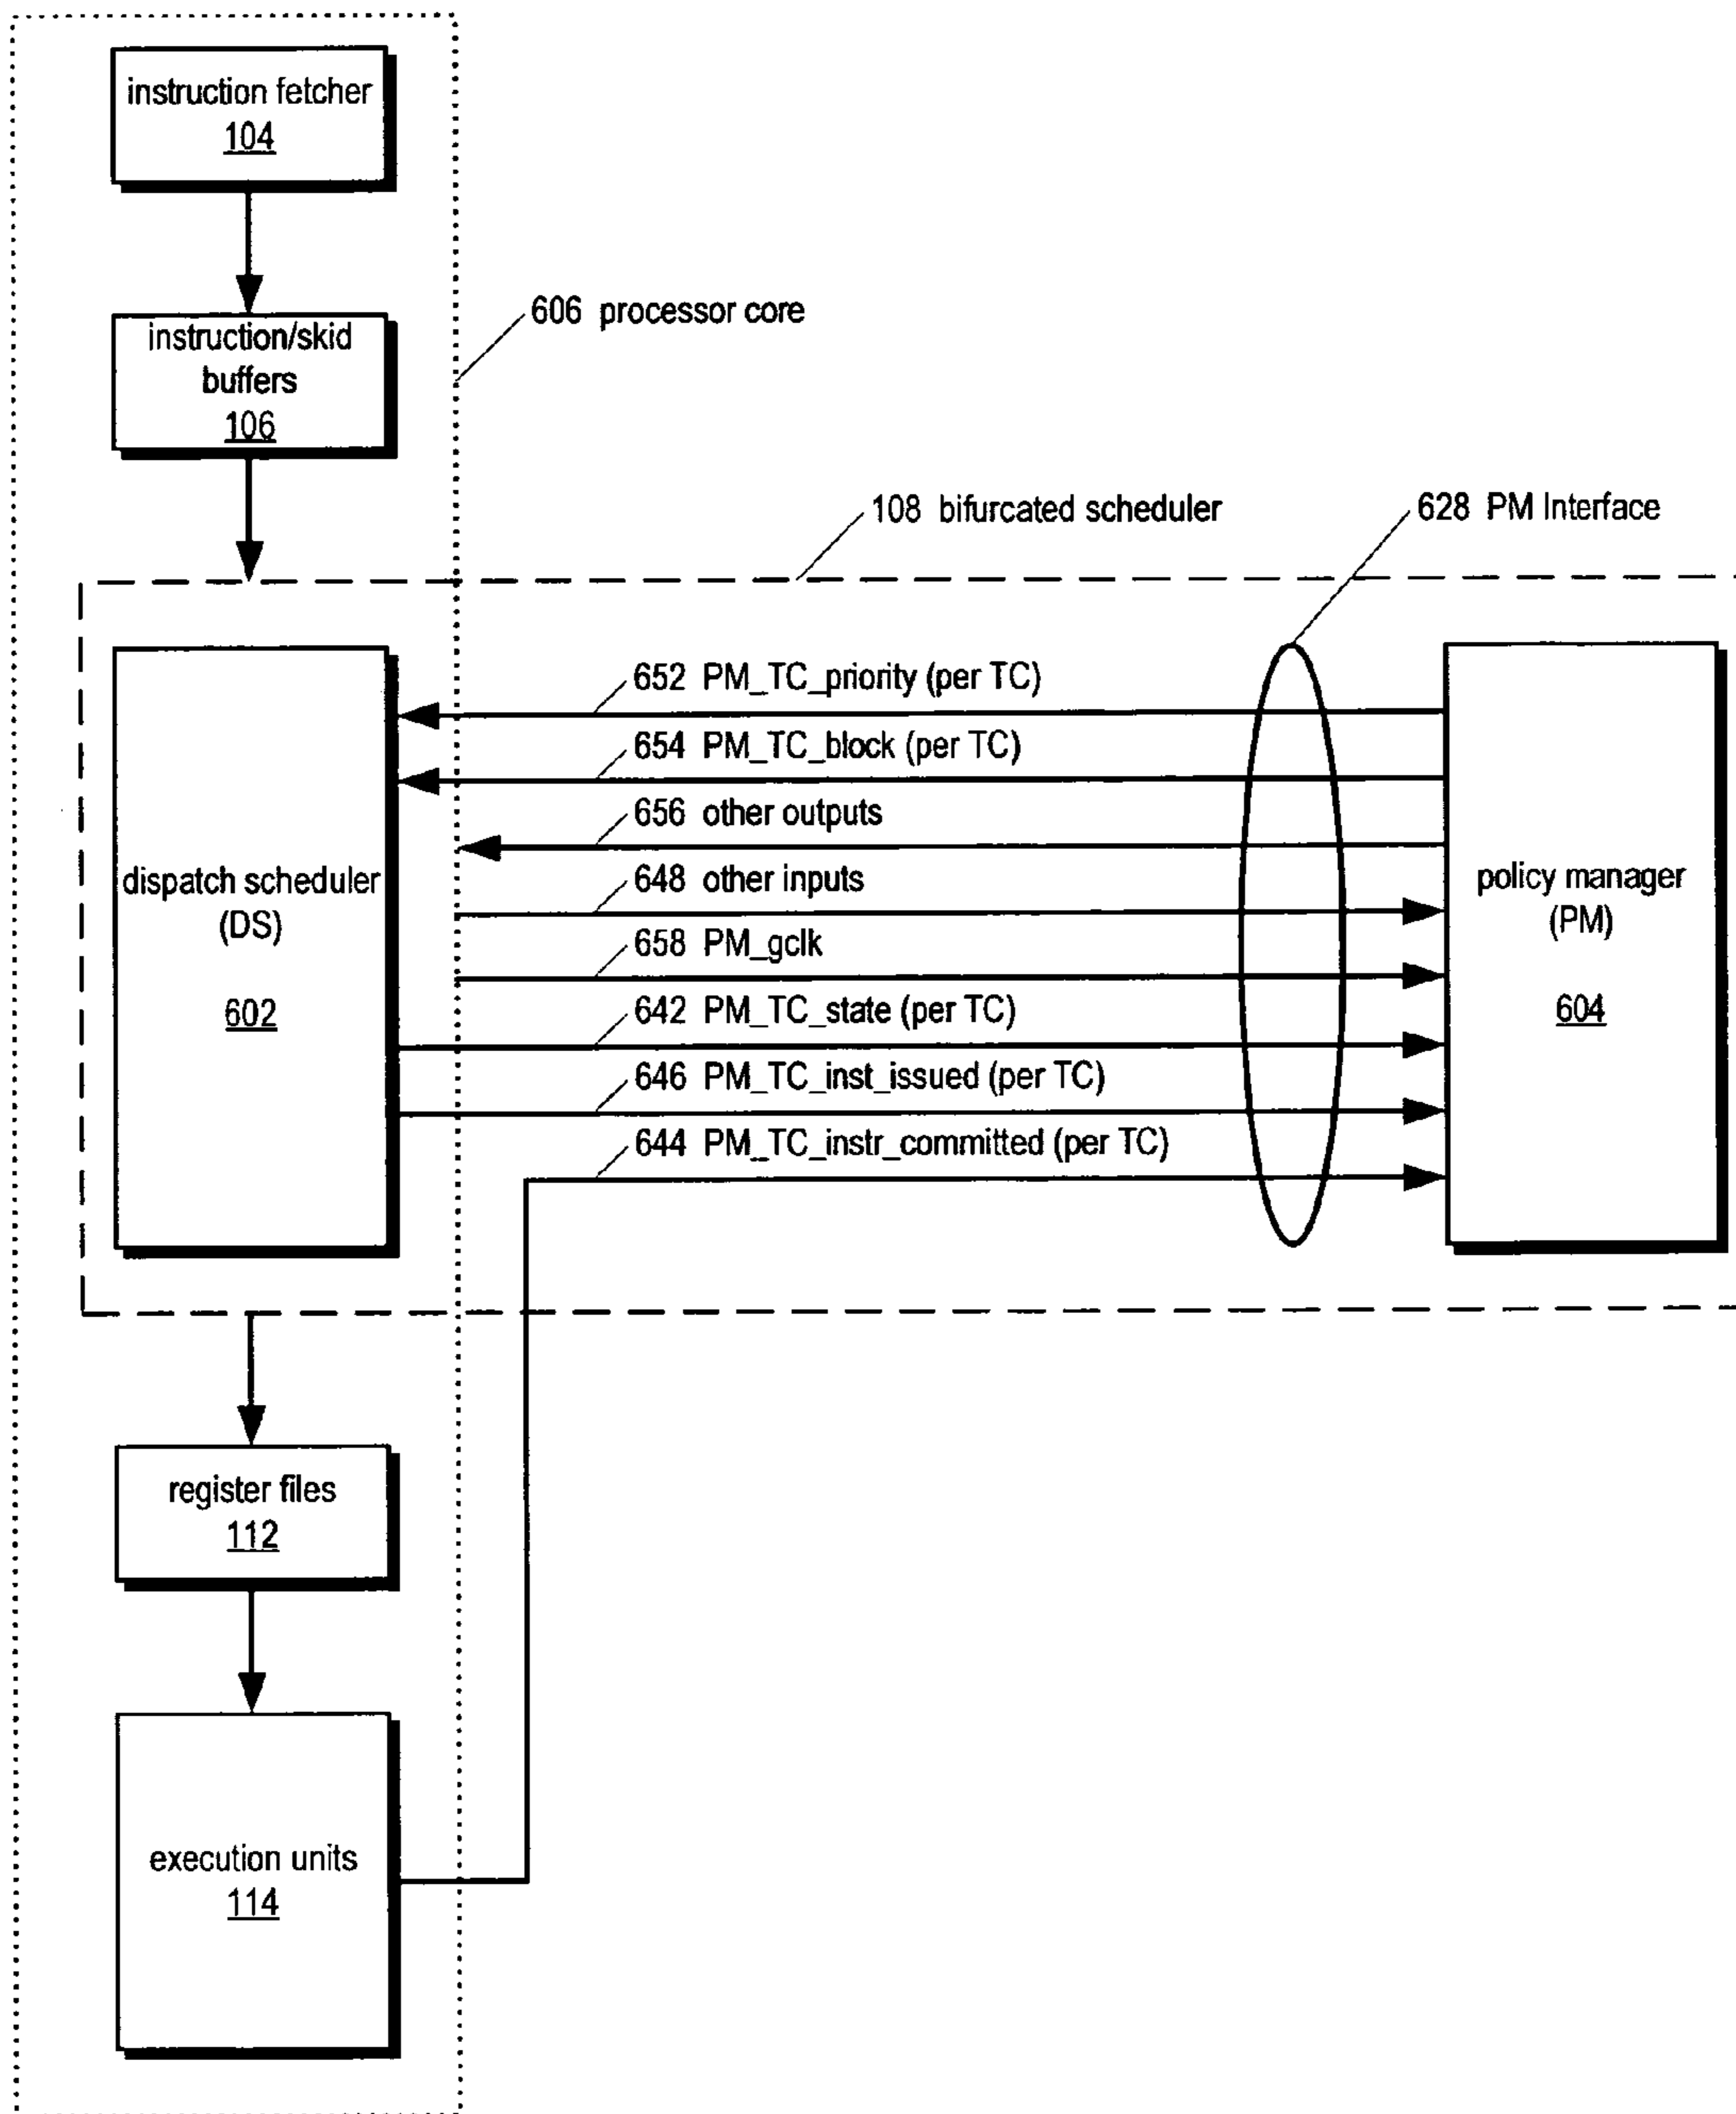 instruction fetcher
104
606 processor core
instruction/skid
buffers
106
108 bifurcated scheduler
628 PM Interface
652 PM_TC_priority (per TC)
654 PM_TC_block (per TC)
656 other outputs
648 other inputs
658 PM_gclk
642 PM_TC_state (per TC)
646 PM_TC_inst_issued (per TC)
644 PM_TC_instr_committed (per TC)
dispatch scheduler
(DS)
602
policy manager
(PM)
604
register files
112
execution units
114